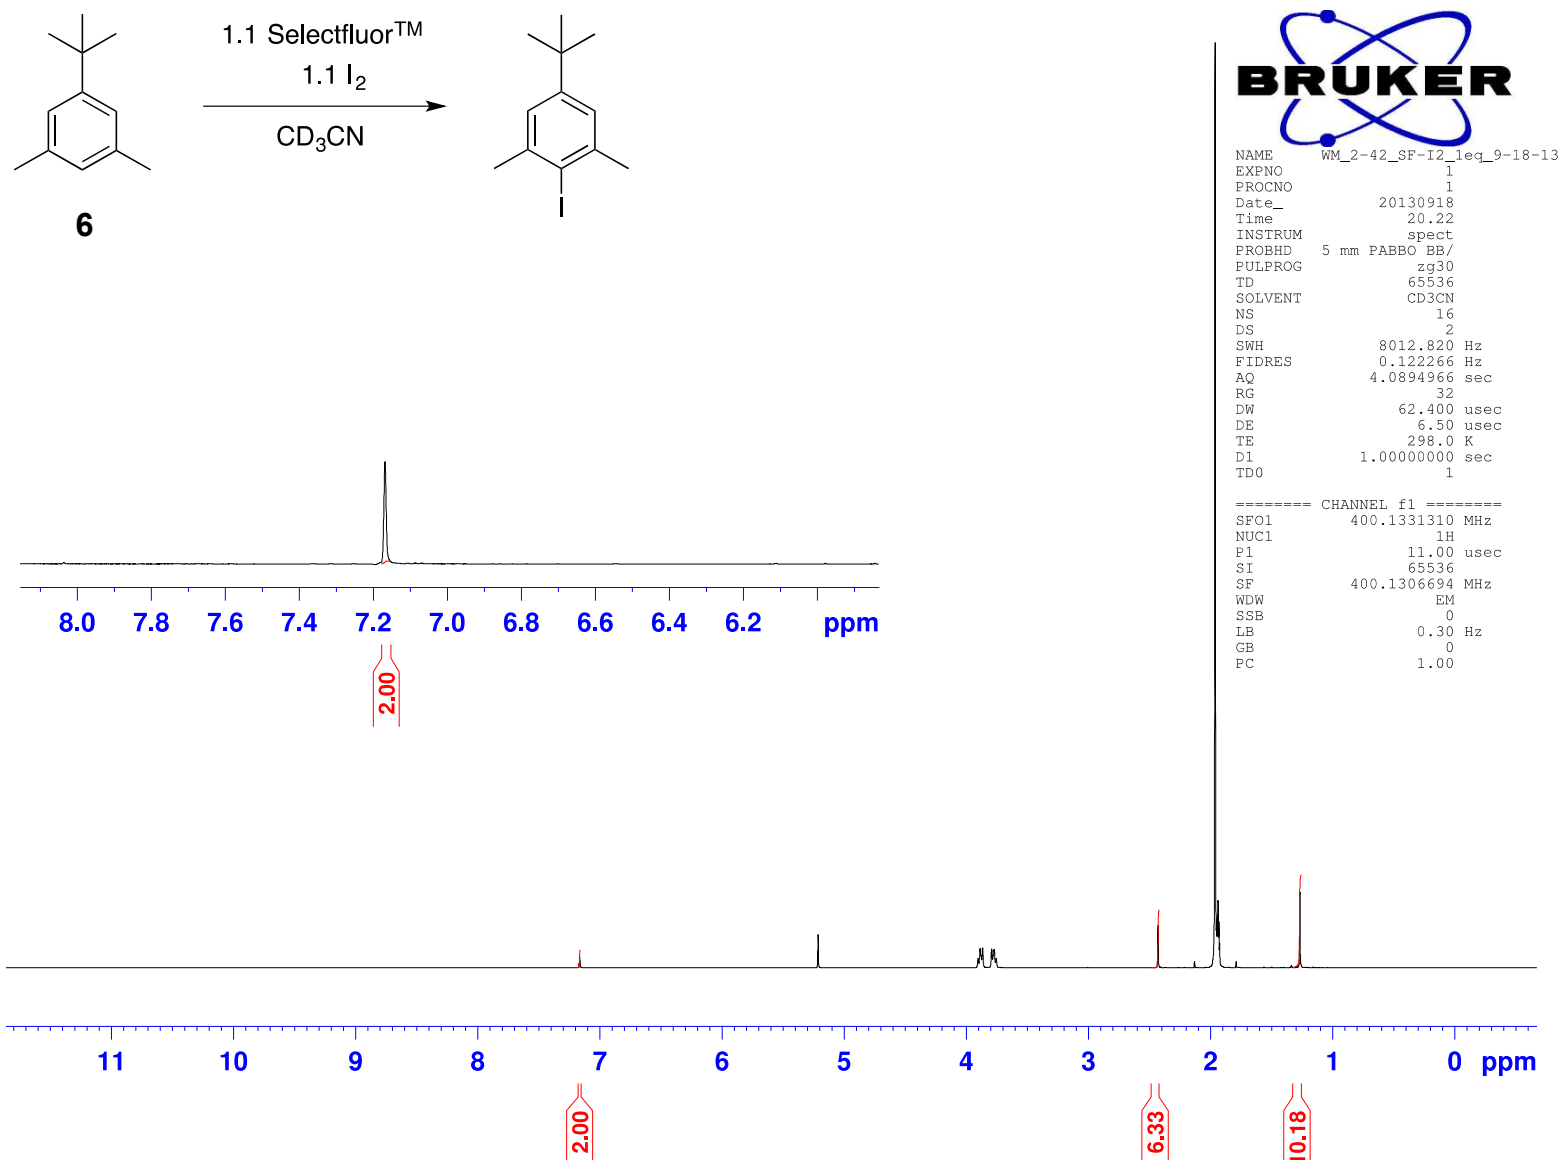 1.1 Selectfluor™
1.1 I2
CD3CN
I
6
BRUKER
NAME WM_2-42_SF-I2_1eq_9-18-13
EXPNO 1
PROCNO 1
Date_ 20130918
Time 20.22
INSTRUM spect
PROBHD 5 mm PABBO BB/
PULPROG zg30
TD 65536
SOLVENT CD3CN
NS 16
DS 2
SWH 8012.820 Hz
FIDRES 0.122266 Hz
AQ 4.0894966 sec
RG 32
DW 62.400 usec
DE 6.50 usec
TE 298.0 K
D1 1.00000000 sec
TD0 1
======== CHANNEL f1 ========
SFO1 400.1331310 MHz
NUC1 1H
P1 11.00 usec
SI 65536
SF 400.1306694 MHz
WDW EM
SSB 0
LB 0.30 Hz
GB 0
PC 1.00
8.0 7.8 7.6 7.4 7.2 7.0 6.8 6.6 6.4 6.2 ppm
2.00
11 10 9 8 7 6 5 4 3 2 1 0 ppm
2.00 6.33 10.18